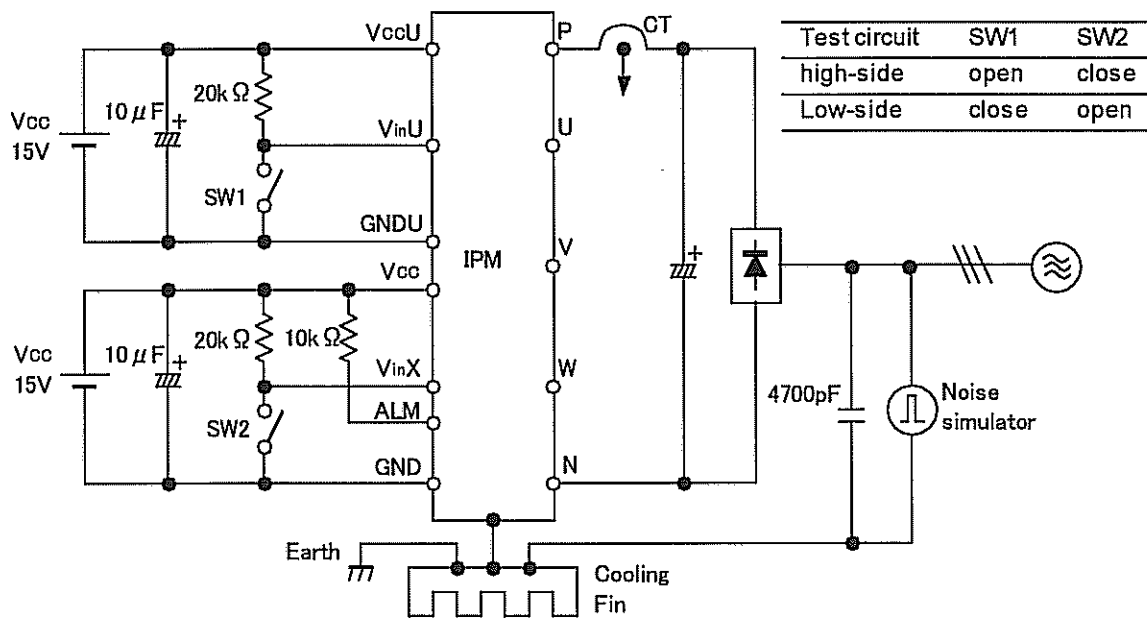 VccU
P
CT
Test circuit SW1 SW2
high-side open close
Low-side close open
20kΩ
10μF
+
Vcc
15V
VinU
U
SW1
GNDU
IPM
V
Vcc
+
20kΩ
10kΩ
10μF
+
Vcc
15V
VinX
W
ALM
SW2
4700pF
Noise
simulator
GND
N
Earth
Cooling
Fin